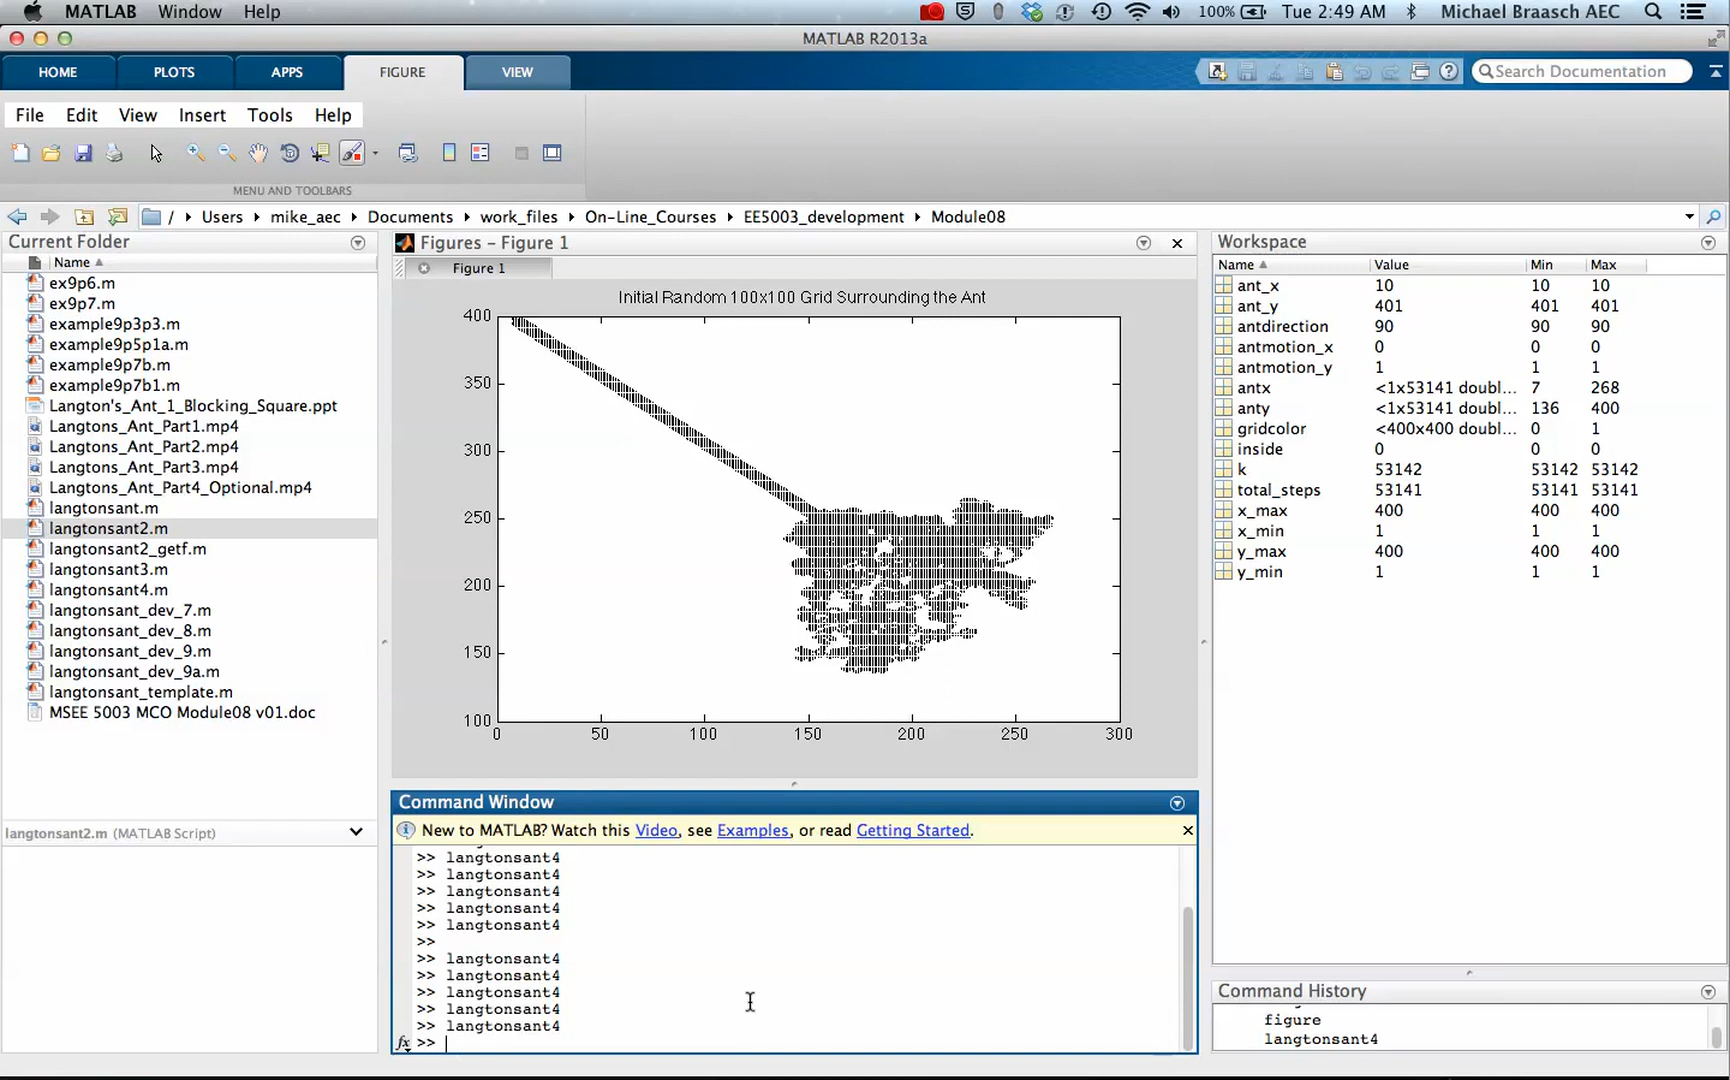 MATLAB Window Help 100% Tue 2:49 AM Michael Braasch AEC
MATLAB R2013a
HOME PLOTS APPS FIGURE VIEW Search Documentation
File Edit View Insert Tools Help
MENU AND TOOLBARS
/ Users mike_aec Documents work_files On-Line_Courses EE5003_development Module08
Current Folder
Name
ex9p6.m
ex9p7.m
example9p3p3.m
example9p5p1a.m
example9p7b.m
example9p7b1.m
Langton's_Ant_1_Blocking_Square.ppt
Langtons_Ant_Part1.mp4
Langtons_Ant_Part2.mp4
Langtons_Ant_Part3.mp4
Langtons_Ant_Part4_Optional.mp4
langtonsant.m
langtonsant2.m
langtonsant2_getf.m
langtonsant3.m
langtonsant4.m
langtonsant_dev_7.m
langtonsant_dev_8.m
langtonsant_dev_9.m
langtonsant_dev_9a.m
langtonsant_template.m
MSEE 5003 MCO Module08 v01.doc
langtonsant2.m (MATLAB Script)
Figures - Figure 1
Figure 1
Initial Random 100x100 Grid Surrounding the Ant
400
350
300
250
200
150
100
0 50 100 150 200 250 300
Command Window
New to MATLAB? Watch this Video, see Examples, or read Getting Started.
>> langtonsant4
>> langtonsant4
>> langtonsant4
>> langtonsant4
>> langtonsant4
>>
>> langtonsant4
>> langtonsant4
>> langtonsant4
>> langtonsant4
>> langtonsant4
fx >>
Workspace
Name Value Min Max
ant_x 10 10 10
ant_y 401 401 401
antdirection 90 90 90
antmotion_x 0 0 0
antmotion_y 1 1 1
antx <1x53141 doubl... 7 268
anty <1x53141 doubl... 136 400
gridcolor <400x400 doubl... 0 1
inside 0 0 0
k 53142 53142 53142
total_steps 53141 53141 53141
x_max 400 400 400
x_min 1 1 1
y_max 400 400 400
y_min 1 1 1
Command History
figure
langtonsant4